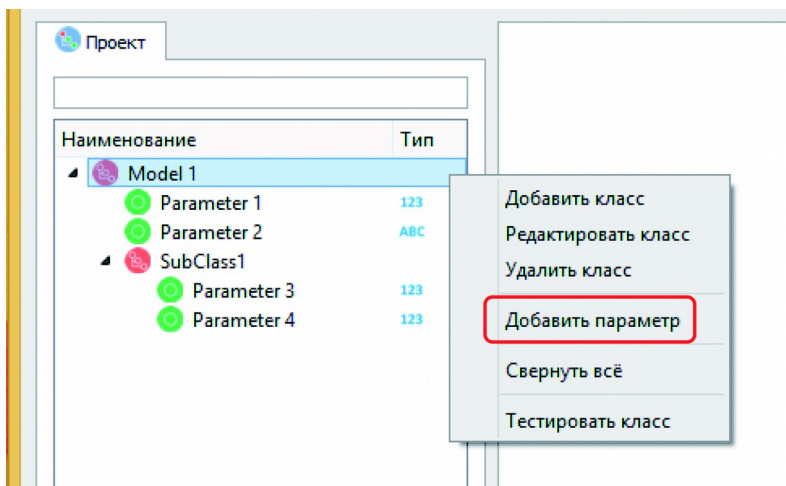 Проект
Наименование Тип
Model 1
Parameter 1 123
Parameter 2 ABC
SubClass1
Parameter 3 123
Parameter 4 123
Добавить класс
Редактировать класс
Удалить класс
Добавить параметр
Свернуть всё
Тестировать класс